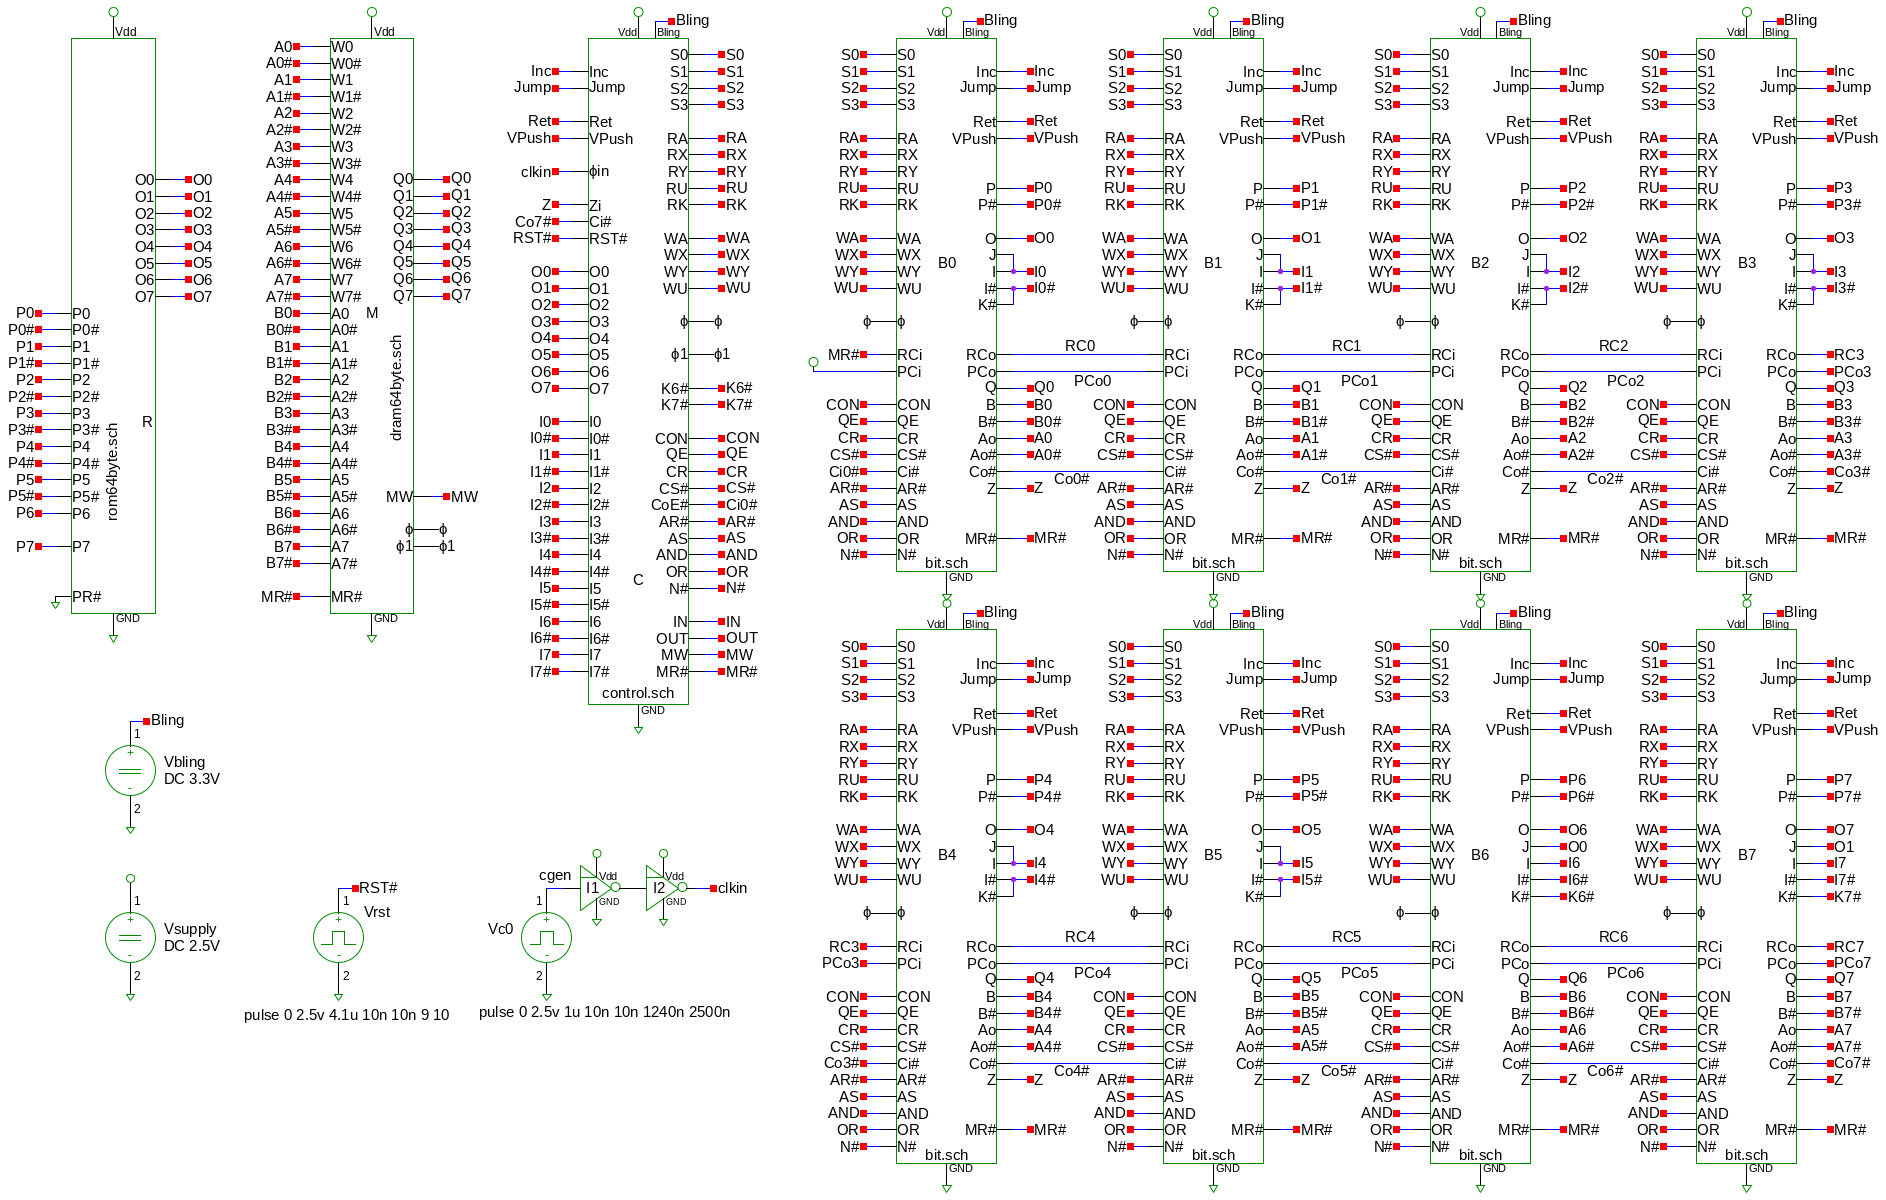 Vdd
O0 O0
O1 O1
O2 O2
O3 O3
O4 O4
O5 O5
O6 O6
O7 O7
P0 P0
P0# P0#
P1 P1
P1# P1#
P2 P2
P2# P2#
P3 P3
P3# P3#
P4 P4
P4# P4#
P5 P5
P5# P5#
P6 P6
P7 P7
PR#
R
rom64byte.sch
GND
Vdd
A0 W0
A0# W0#
A1 W1
A1# W1#
A2 W2
A2# W2#
A3 W3
A3# W3#
A4 W4 Q0 Q0
A4# W4# Q1 Q1
A5 W5 Q2 Q2
A5# W5# Q3 Q3
A6 W6 Q4 Q4
A6# W6# Q5 Q5
A7 W7 Q6 Q6
A7# W7# Q7 Q7
B0 A0 M
B0# A0#
B1 A1
B1# A1#
B2 A2
B2# A2#
B3 A3
B3# A3#
B4 A4
B4# A4#
B5 A5
B5# A5# MW MW
B6 A6
B6# A6# ϕ ϕ
B7 A7 ϕ1 ϕ1
B7# A7#
MR# MR#
dram64byte.sch
GND
Bling
Vdd Bling
S0 S0
Inc Inc S1 S1
Jump Jump S2 S2
S3 S3
Ret Ret
VPush VPush RA RA
RX RX
clkin ϕin RY RY
RU RU
Z Zi RK RK
Co7# Ci#
RST# RST# WA WA
WX WX
O0 O0 WY WY
O1 O1 WU WU
O2 O2
O3 O3 ϕ ϕ
O4 O4
O5 O5 ϕ1 ϕ1
O6 O6
O7 O7 K6# K6#
K7# K7#
I0 I0
I0# I0# CON CON
I1 I1 QE QE
I1# I1# CR CR
I2 I2 CS# CS#
I2# I2# CoE# Ci0#
I3 I3 AR# AR#
I3# I3# AS AS
I4 I4 AND AND
I4# I4# OR OR
I5 I5 C N# N#
I5# I5#
I6 I6 IN IN
I6# I6# OUT OUT
I7 I7 MW MW
I7# I7# MR# MR#
control.sch
GND
Bling
Vdd Bling
S0 S0
S1 S1 Inc Inc
S2 S2 Jump Jump
S3 S3
Ret Ret
RA RA VPush VPush
RX RX
RY RY
RU RU P P0
RK RK P# P0#
WA WA O O0
WX WX B0 J
WY WY I I0
WU WU I# I0#
K#
ϕ ϕ
MR# RCi RCo RC0
PCi PCo PCo0
Q Q0
CON CON B B0
QE QE B# B0#
CR CR Ao A0
CS# CS# Ao# A0#
Ci0# Ci# Co# Co0#
AR# AR# Z Z
AS AS
AND AND
OR OR MR# MR#
N# N#
bit.sch
GND
Bling
Vdd Bling
S0 S0
S1 S1 Inc Inc
S2 S2 Jump Jump
S3 S3
Ret Ret
RA RA VPush VPush
RX RX
RY RY
RU RU P P1
RK RK P# P1#
WA WA O O1
WX WX B1 J
WY WY I I1
WU WU I# I1#
K#
ϕ ϕ
RCi RCo RC1
PCi PCo PCo1
Q Q1
CON CON B B1
QE QE B# B1#
CR CR Ao A1
CS# CS# Ao# A1#
Ci# Co# Co1#
AR# AR# Z Z
AS AS
AND AND
OR OR MR# MR#
N# N#
bit.sch
GND
Bling
Vdd Bling
S0 S0
S1 S1 Inc Inc
S2 S2 Jump Jump
S3 S3
Ret Ret
RA RA VPush VPush
RX RX
RY RY
RU RU P P2
RK RK P# P2#
WA WA O O2
WX WX B2 J
WY WY I I2
WU WU I# I2#
K#
ϕ ϕ
RCi RCo RC2
PCi PCo PCo2
Q Q2
CON CON B B2
QE QE B# B2#
CR CR Ao A2
CS# CS# Ao# A2#
Ci# Co# Co2#
AR# AR# Z Z
AS AS
AND AND
OR OR MR# MR#
N# N#
bit.sch
GND
Bling
Vdd Bling
S0 S0
S1 S1 Inc Inc
S2 S2 Jump Jump
S3 S3
Ret Ret
RA RA VPush VPush
RX RX
RY RY
RU RU P P3
RK RK P# P3#
WA WA O O3
WX WX B3 J
WY WY I I3
WU WU I# I3#
K#
ϕ ϕ
RCi RCo RC3
PCi PCo PCo3
Q Q3
CON CON B B3
QE QE B# B3#
CR CR Ao A3
CS# CS# Ao# A3#
Ci# Co# Co3#
AR# AR# Z Z
AS AS
AND AND
OR OR MR# MR#
N# N#
bit.sch
GND
Bling
Vdd Bling
S0 S0
S1 S1 Inc Inc
S2 S2 Jump Jump
S3 S3
Ret Ret
RA RA VPush VPush
RX RX
RY RY
RU RU P P4
RK RK P# P4#
WA WA O O4
WX WX B4 J
WY WY I I4
WU WU I# I4#
K#
ϕ ϕ
RC3 RCi RCo RC4
PCo3 PCi PCo PCo4
Q Q4
CON CON B B4
QE QE B# B4#
CR CR Ao A4
CS# CS# Ao# A4#
Co3# Ci# Co# Co4#
AR# AR# Z Z
AS AS
AND AND
OR OR MR# MR#
N# N#
bit.sch
GND
Bling
Vdd Bling
S0 S0
S1 S1 Inc Inc
S2 S2 Jump Jump
S3 S3
Ret Ret
RA RA VPush VPush
RX RX
RY RY
RU RU P P5
RK RK P# P5#
WA WA O O5
WX WX B5 J
WY WY I I5
WU WU I# I5#
K#
ϕ ϕ
RCi RCo RC5
PCi PCo PCo5
Q Q5
CON CON B B5
QE QE B# B5#
CR CR Ao A5
CS# CS# Ao# A5#
Ci# Co# Co5#
AR# AR# Z Z
AS AS
AND AND
OR OR MR# MR#
N# N#
bit.sch
GND
Bling
Vdd Bling
S0 S0
S1 S1 Inc Inc
S2 S2 Jump Jump
S3 S3
Ret Ret
RA RA VPush VPush
RX RX
RY RY
RU RU P P6
RK RK P# P6#
WA WA O O6
WX WX B6 J O0
WY WY I I6
WU WU I# I6#
K# K6#
ϕ ϕ
RCi RCo RC6
PCi PCo PCo6
Q Q6
CON CON B B6
QE QE B# B6#
CR CR Ao A6
CS# CS# Ao# A6#
Ci# Co# Co6#
AR# AR# Z Z
AS AS
AND AND
OR OR MR# MR#
N# N#
bit.sch
GND
Bling
Vdd Bling
S0 S0
S1 S1 Inc Inc
S2 S2 Jump Jump
S3 S3
Ret Ret
RA RA VPush VPush
RX RX
RY RY
RU RU P P7
RK RK P# P7#
WA WA O O7
WX WX B7 J O1
WY WY I I7
WU WU I# I7#
K# K7#
ϕ ϕ
RCi RCo RC7
PCi PCo PCo7
Q Q7
CON CON B B7
QE QE B# B7#
CR CR Ao A7
CS# CS# Ao# A7#
Ci# Co# Co7#
AR# AR# Z Z
AS AS
AND AND
OR OR MR# MR#
N# N#
bit.sch
GND
Bling
1
+
Vbling
DC 3.3V
-
2
1
+
Vsupply
DC 2.5V
-
2
RST#
1
Vrst
+
-
2
pulse 0 2.5v 4.1u 10n 10n 9 10
cgen
1
Vc0
+
-
2
pulse 0 2.5v 1u 10n 10n 1240n 2500n
Vdd
I1
GND
Vdd
I2
GND
clkin